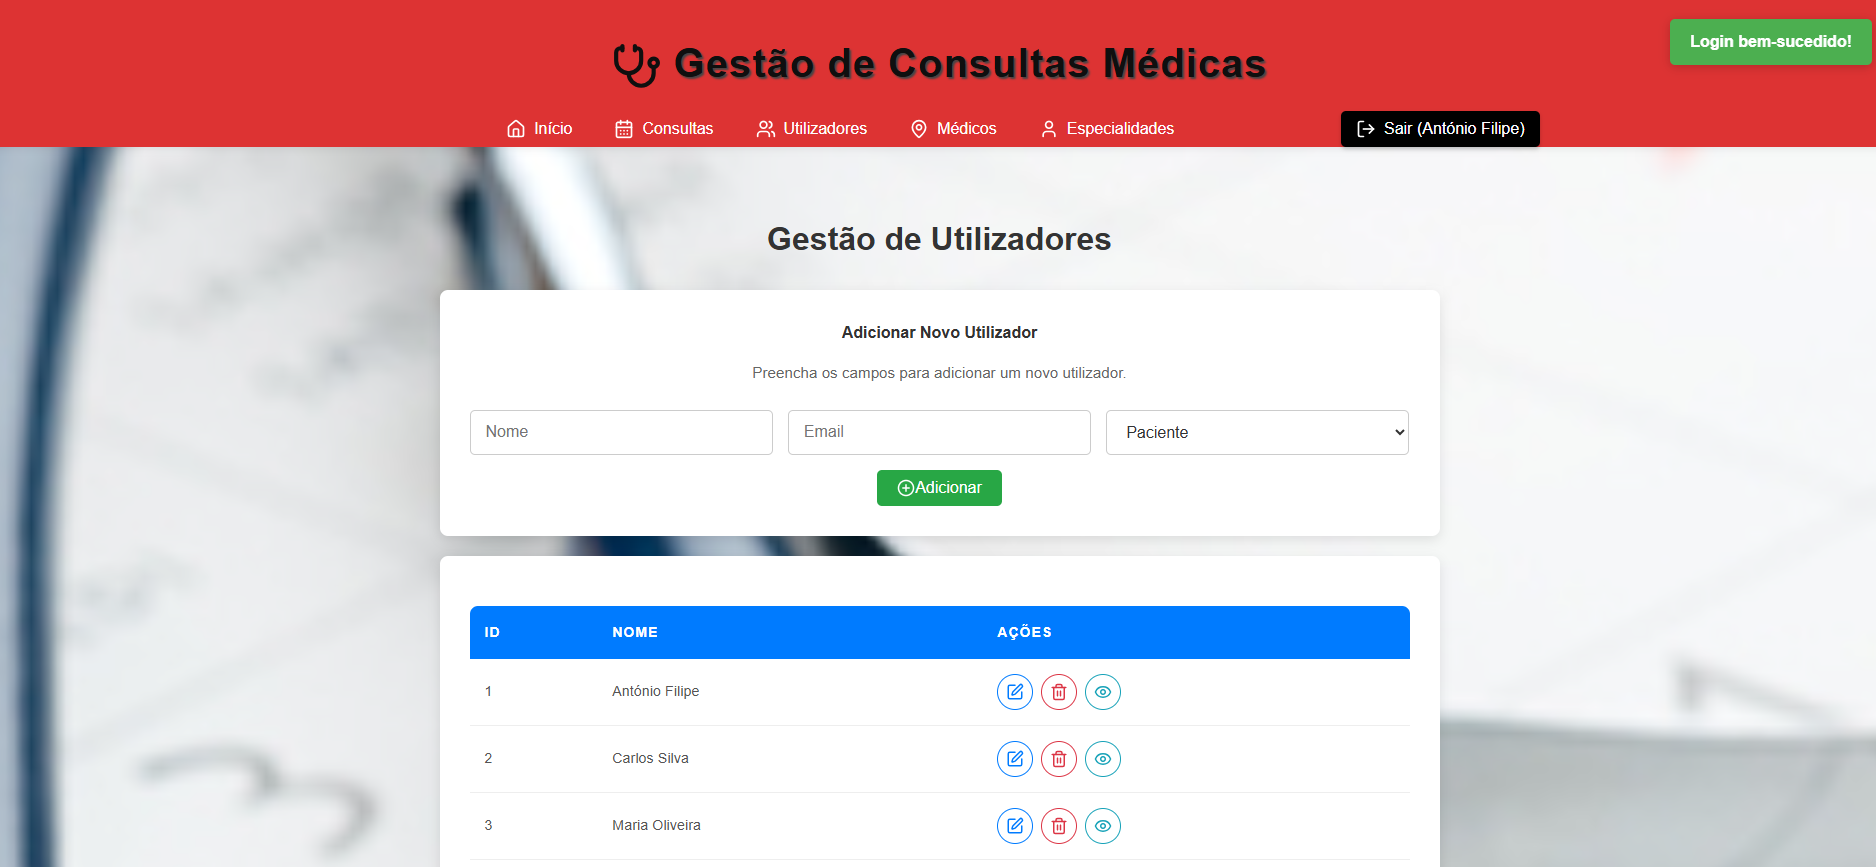 Login bem-sucedido!
Gestão de Consultas Médicas
Início Consultas Utilizadores Médicos Especialidades Sair (António Filipe)
Gestão de Utilizadores
Adicionar Novo Utilizador
Preencha os campos para adicionar um novo utilizador.
Nome Email Paciente
Adicionar
ID NOME AÇÕES
1 António Filipe
2 Carlos Silva
3 Maria Oliveira